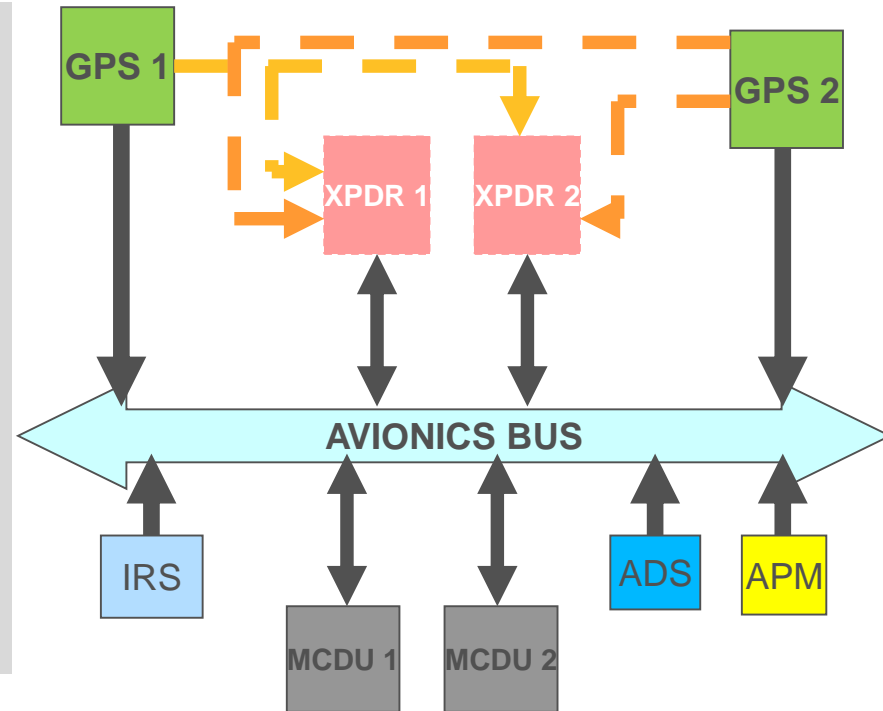 GPS 1
GPS 2
XPDR 1
XPDR 2
AVIONICS BUS
IRS
ADS
APM
MCDU 1
MCDU 2